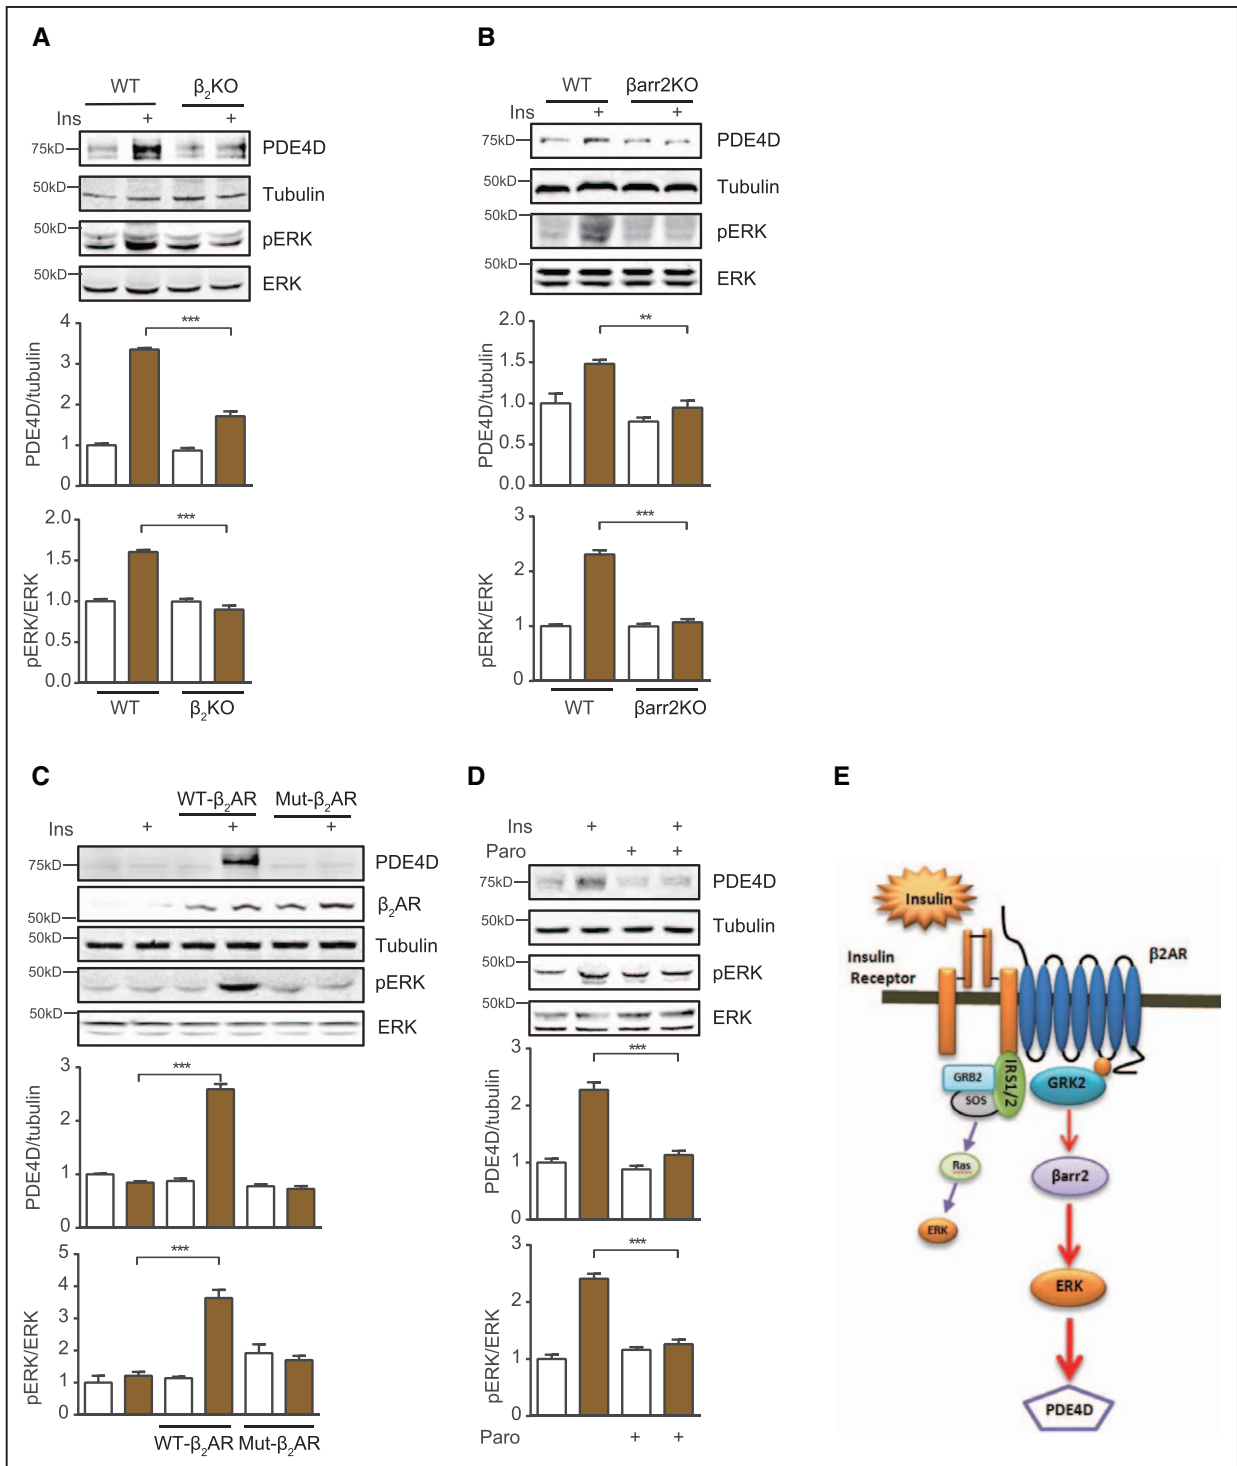 A
WT β2KO
Ins + +
75kD PDE4D
50kD Tubulin
50kD pERK
50kD ERK
PDE4D/tubulin
4
3
2
1
0
***
pERK/ERK
2.0
1.5
1.0
0.5
0.0
***
WT β2KO
B
WT βarr2KO
Ins + +
75kD PDE4D
50kD Tubulin
50kD pERK
50kD ERK
PDE4D/tubulin
2.0
1.5
1.0
0.5
0.0
**
pERK/ERK
3
2
1
0
***
WT βarr2KO
C
WT-β2AR Mut-β2AR
Ins + + +
75kD PDE4D
50kD β2AR
50kD Tubulin
50kD pERK
50kD ERK
PDE4D/tubulin
3
2
1
0
***
pERK/ERK
5
4
3
2
1
0
***
WT-β2AR Mut-β2AR
D
Ins + +
Paro + +
75kD PDE4D
50kD Tubulin
50kD pERK
50kD ERK
PDE4D/tubulin
3
2
1
0
***
pERK/ERK
3
2
1
0
***
Paro + +
E
Insulin
Insulin
Receptor
β2AR
GRB2
SOS
IRS1/2
GRK2
Ras
βarr2
ERK
ERK
PDE4D